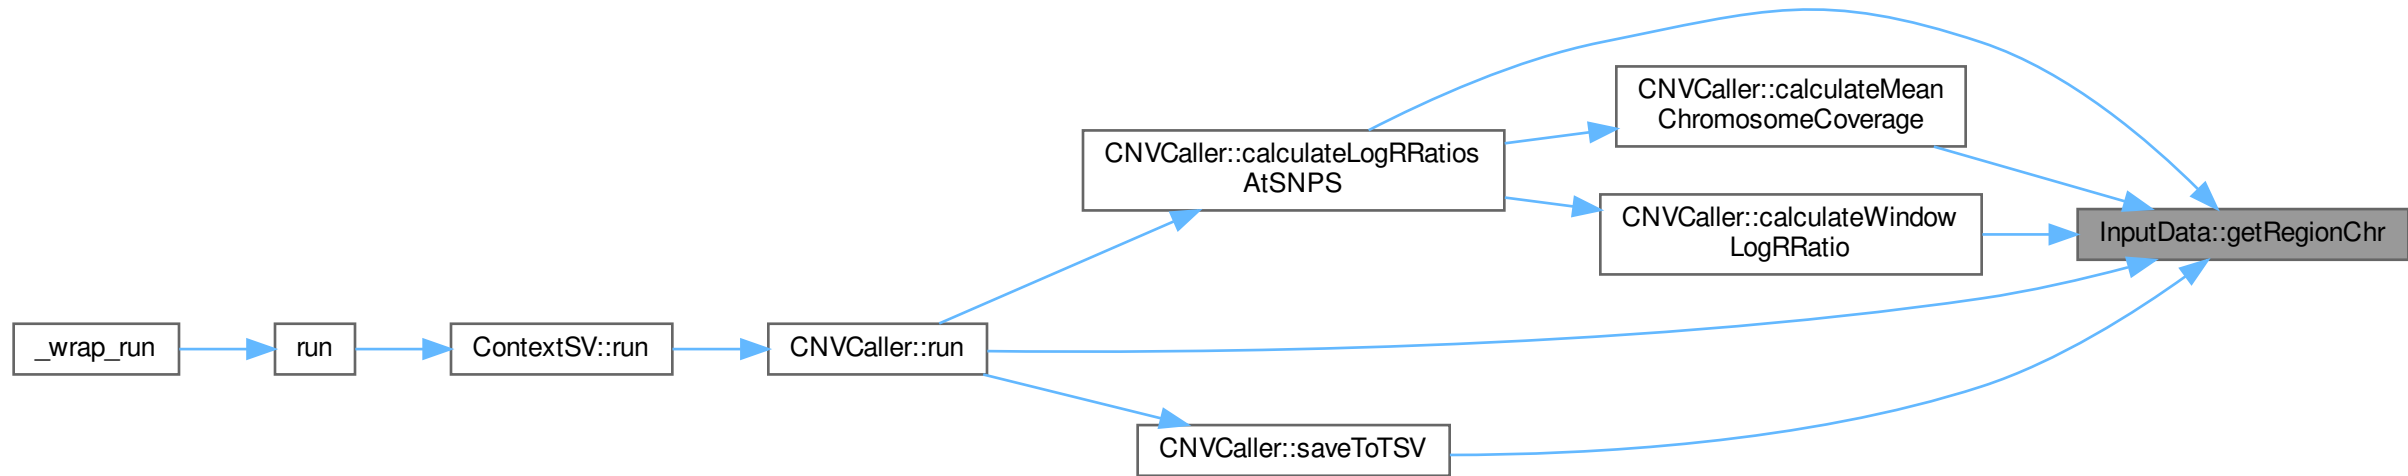 _wrap_run
run
ContextSV::run
CNVCaller::run
CNVCaller::calculateLogRRatios
AtSNPS
CNVCaller::saveToTSV
CNVCaller::calculateMean
ChromosomeCoverage
CNVCaller::calculateWindow
LogRRatio
InputData::getRegionChr